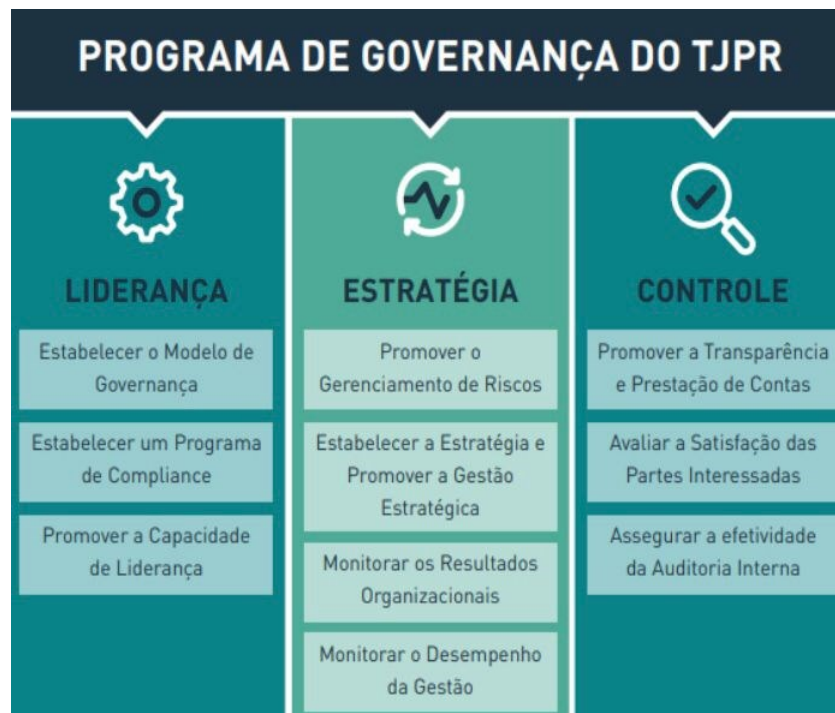 PROGRAMA DE GOVERNANÇA DO TJPR
LIDERANÇA
Estabelecer o Modelo de
Governança
Estabelecer um Programa
de Compliance
Promover a Capacidade
de Liderança
ESTRATÉGIA
Promover o
Gerenciamento de Riscos
Estabelecer a Estratégia e
Promover a Gestão
Estratégica
Monitorar os Resultados
Organizacionais
Monitorar o Desempenho
da Gestão
CONTROLE
Promover a Transparência
e Prestação de Contas
Avaliar a Satisfação das
Partes Interessadas
Assegurar a efetividade
da Auditoria Interna